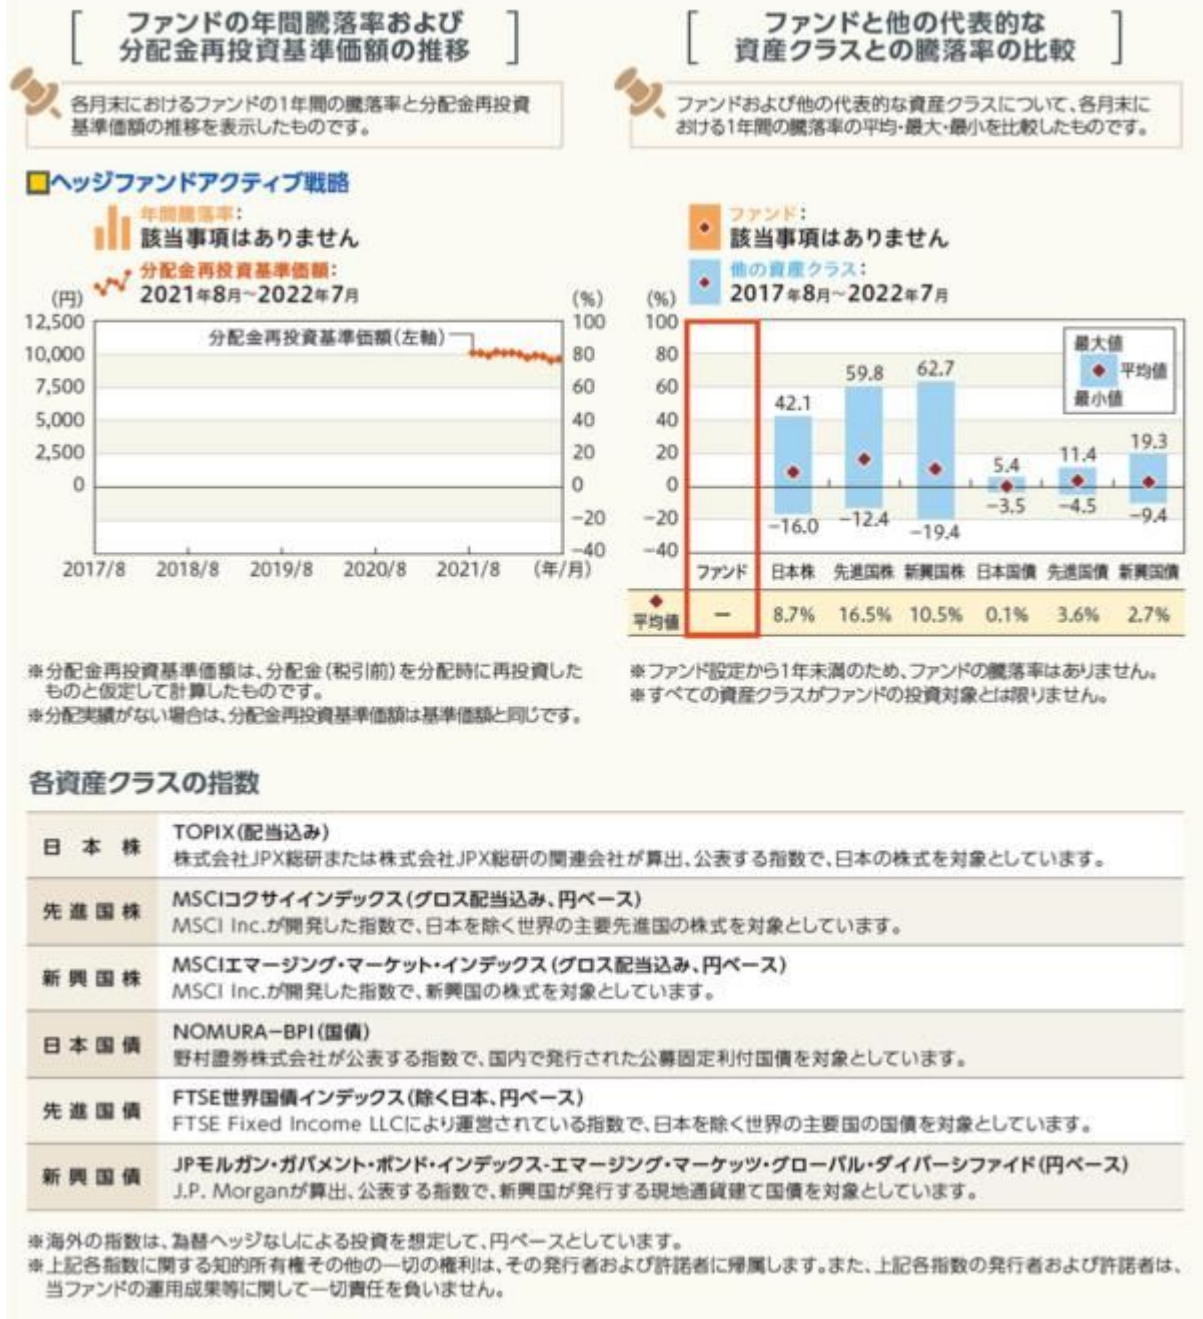 ファンドの年間騰落率および
分配金再投資基準価額の推移
各月末におけるファンドの1年間の騰落率と分配金再投資
基準価額の推移を表示したものです。
ヘッジファンドアクティブ戦略
年間騰落率：
該当事項はありません
分配金再投資基準価額：
2021年8月~2022年7月
(円)
(%)
12,500
10,000
7,500
5,000
2,500
0
分配金再投資基準価額(左軸)
100
80
60
40
20
0
−20
−40
2017/8 2018/8 2019/8 2020/8 2021/8 (年/月)
※分配金再投資基準価額は、分配金(税引前)を分配時に再投資した
ものと仮定して計算したものです。
※分配実績がない場合は、分配金再投資基準価額は基準価額と同じです。
ファンドと他の代表的な
資産クラスとの騰落率の比較
ファンドおよび他の代表的な資産クラスについて、各月末に
おける1年間の騰落率の平均・最大・最小を比較したものです。
ファンド：
該当事項はありません
他の資産クラス：
2017年8月~2022年7月
(%)
100
80
60
40
20
0
−20
−40
最大値
平均値
最小値
42.1 59.8 62.7 5.4 11.4 19.3
−16.0 −12.4 −19.4 −3.5 −4.5 −9.4
ファンド 日本株 先進国株 新興国株 日本国債 先進国債 新興国債
平均値 − 8.7% 16.5% 10.5% 0.1% 3.6% 2.7%
※ファンド設定から1年未満のため、ファンドの騰落率はありません。
※すべての資産クラスがファンドの投資対象とは限りません。
各資産クラスの指数
日本株
TOPIX(配当込み)
株式会社JPX総研または株式会社JPX総研の関連会社が算出、公表する指数で、日本の株式を対象としています。
先進国株
MSCIコクサイインデックス(グロス配当込み、円ベース)
MSCI Inc.が開発した指数で、日本を除く世界の主要先進国の株式を対象としています。
新興国株
MSCIエマージング・マーケット・インデックス(グロス配当込み、円ベース)
MSCI Inc.が開発した指数で、新興国の株式を対象としています。
日本国債
NOMURA−BPI(国債)
野村證券株式会社が公表する指数で、国内で発行された公募固定利付国債を対象としています。
先進国債
FTSE世界国債インデックス(除く日本、円ベース)
FTSE Fixed Income LLCにより運営されている指数で、日本を除く世界の主要国の国債を対象としています。
新興国債
JPモルガン・ガバメント・ボンド・インデックス-エマージング・マーケッツ・グローバル・ダイバーシファイド(円ベース)
J.P. Morganが算出、公表する指数で、新興国が発行する現地通貨建て国債を対象としています。
※海外の指数は、為替ヘッジなしによる投資を想定して、円ベースとしています。
※上記各指数に関する知的所有権その他の一切の権利は、その発行者および許諾者に帰属します。また、上記各指数の発行者および許諾者は、
当ファンドの運用成果等に関して一切責任を負いません。